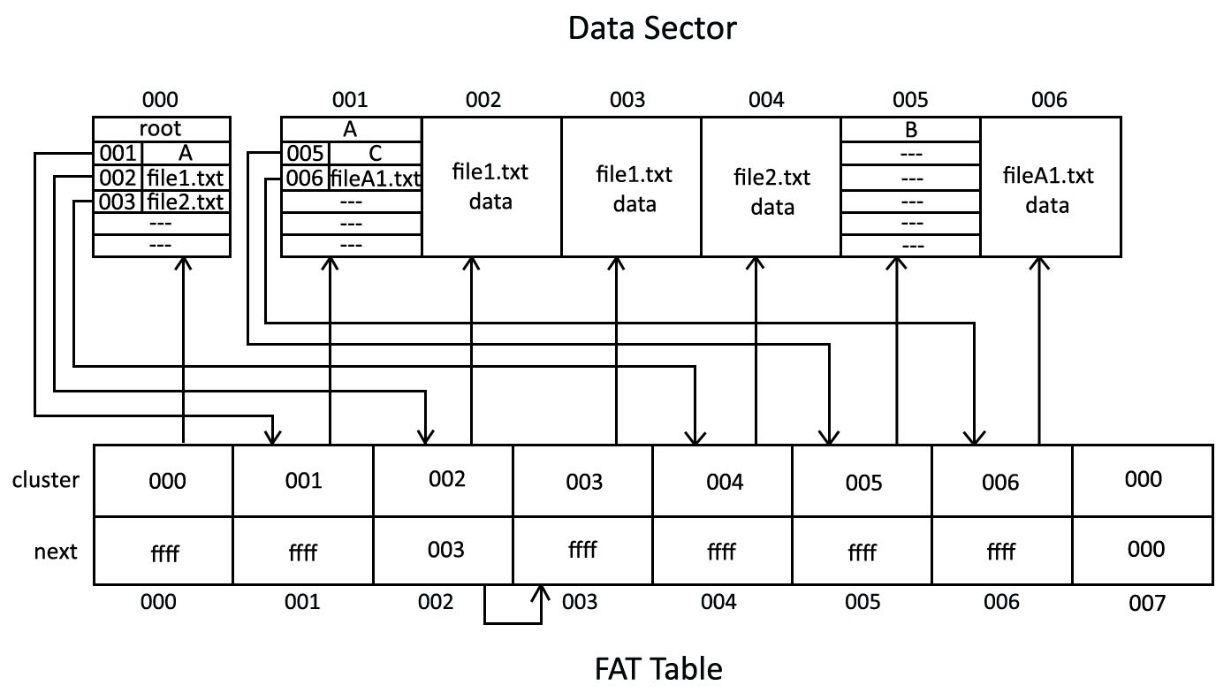 Data Sector
000 001 002 003 004 005 006
root A B
001 A 005 C ---
002 file1.txt 006 fileA1.txt file1.txt data file1.txt data file2.txt data --- fileA1.txt data
003 file2.txt --- ---
--- --- ---
--- --- ---
cluster 000 001 002 003 004 005 006 000
next ffff ffff 003 ffff ffff ffff ffff 000
000 001 002 003 004 005 006 007
FAT Table